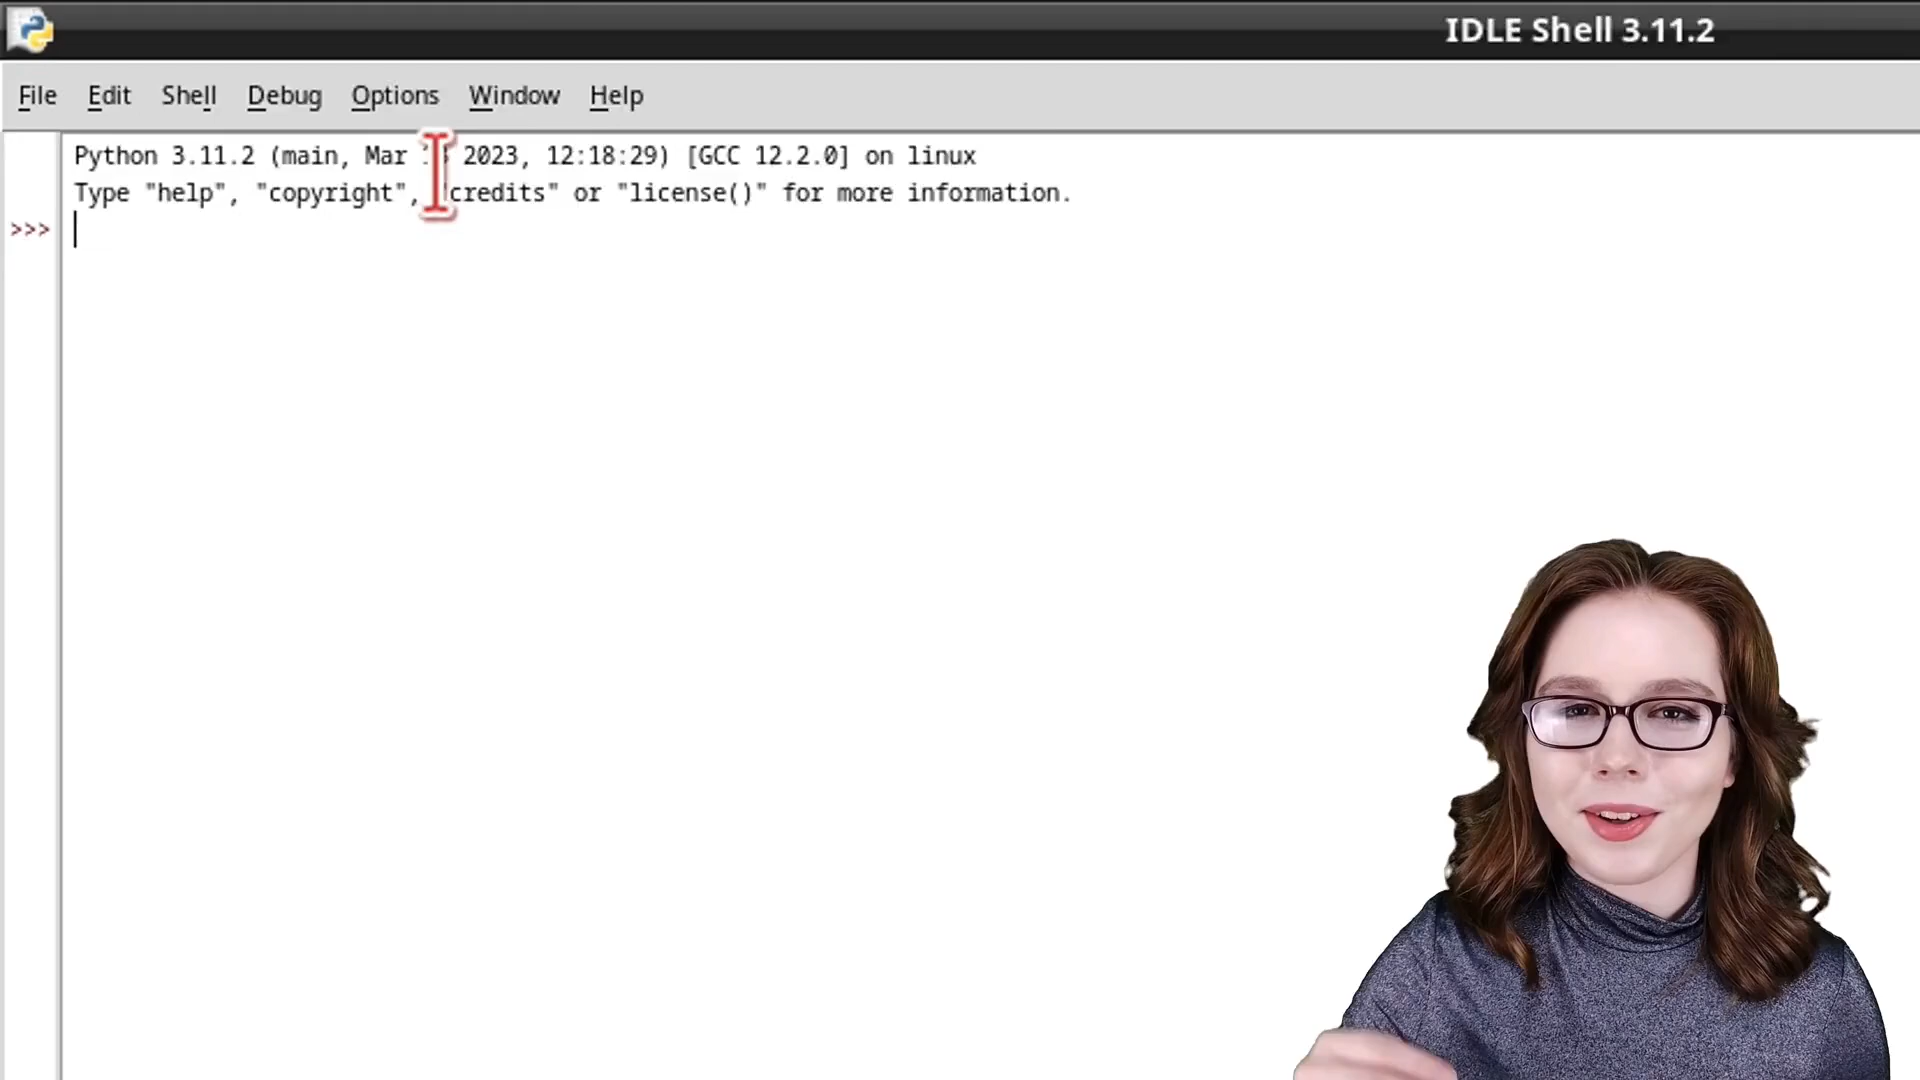 IDLE Shell 3.11.2
File Edit Shell Debug Options Window Help
Python 3.11.2 (main, Mar 2023, 12:18:29) [GCC 12.2.0] on linux
Type "help", "copyright", "credits" or "license()" for more information.
>>>